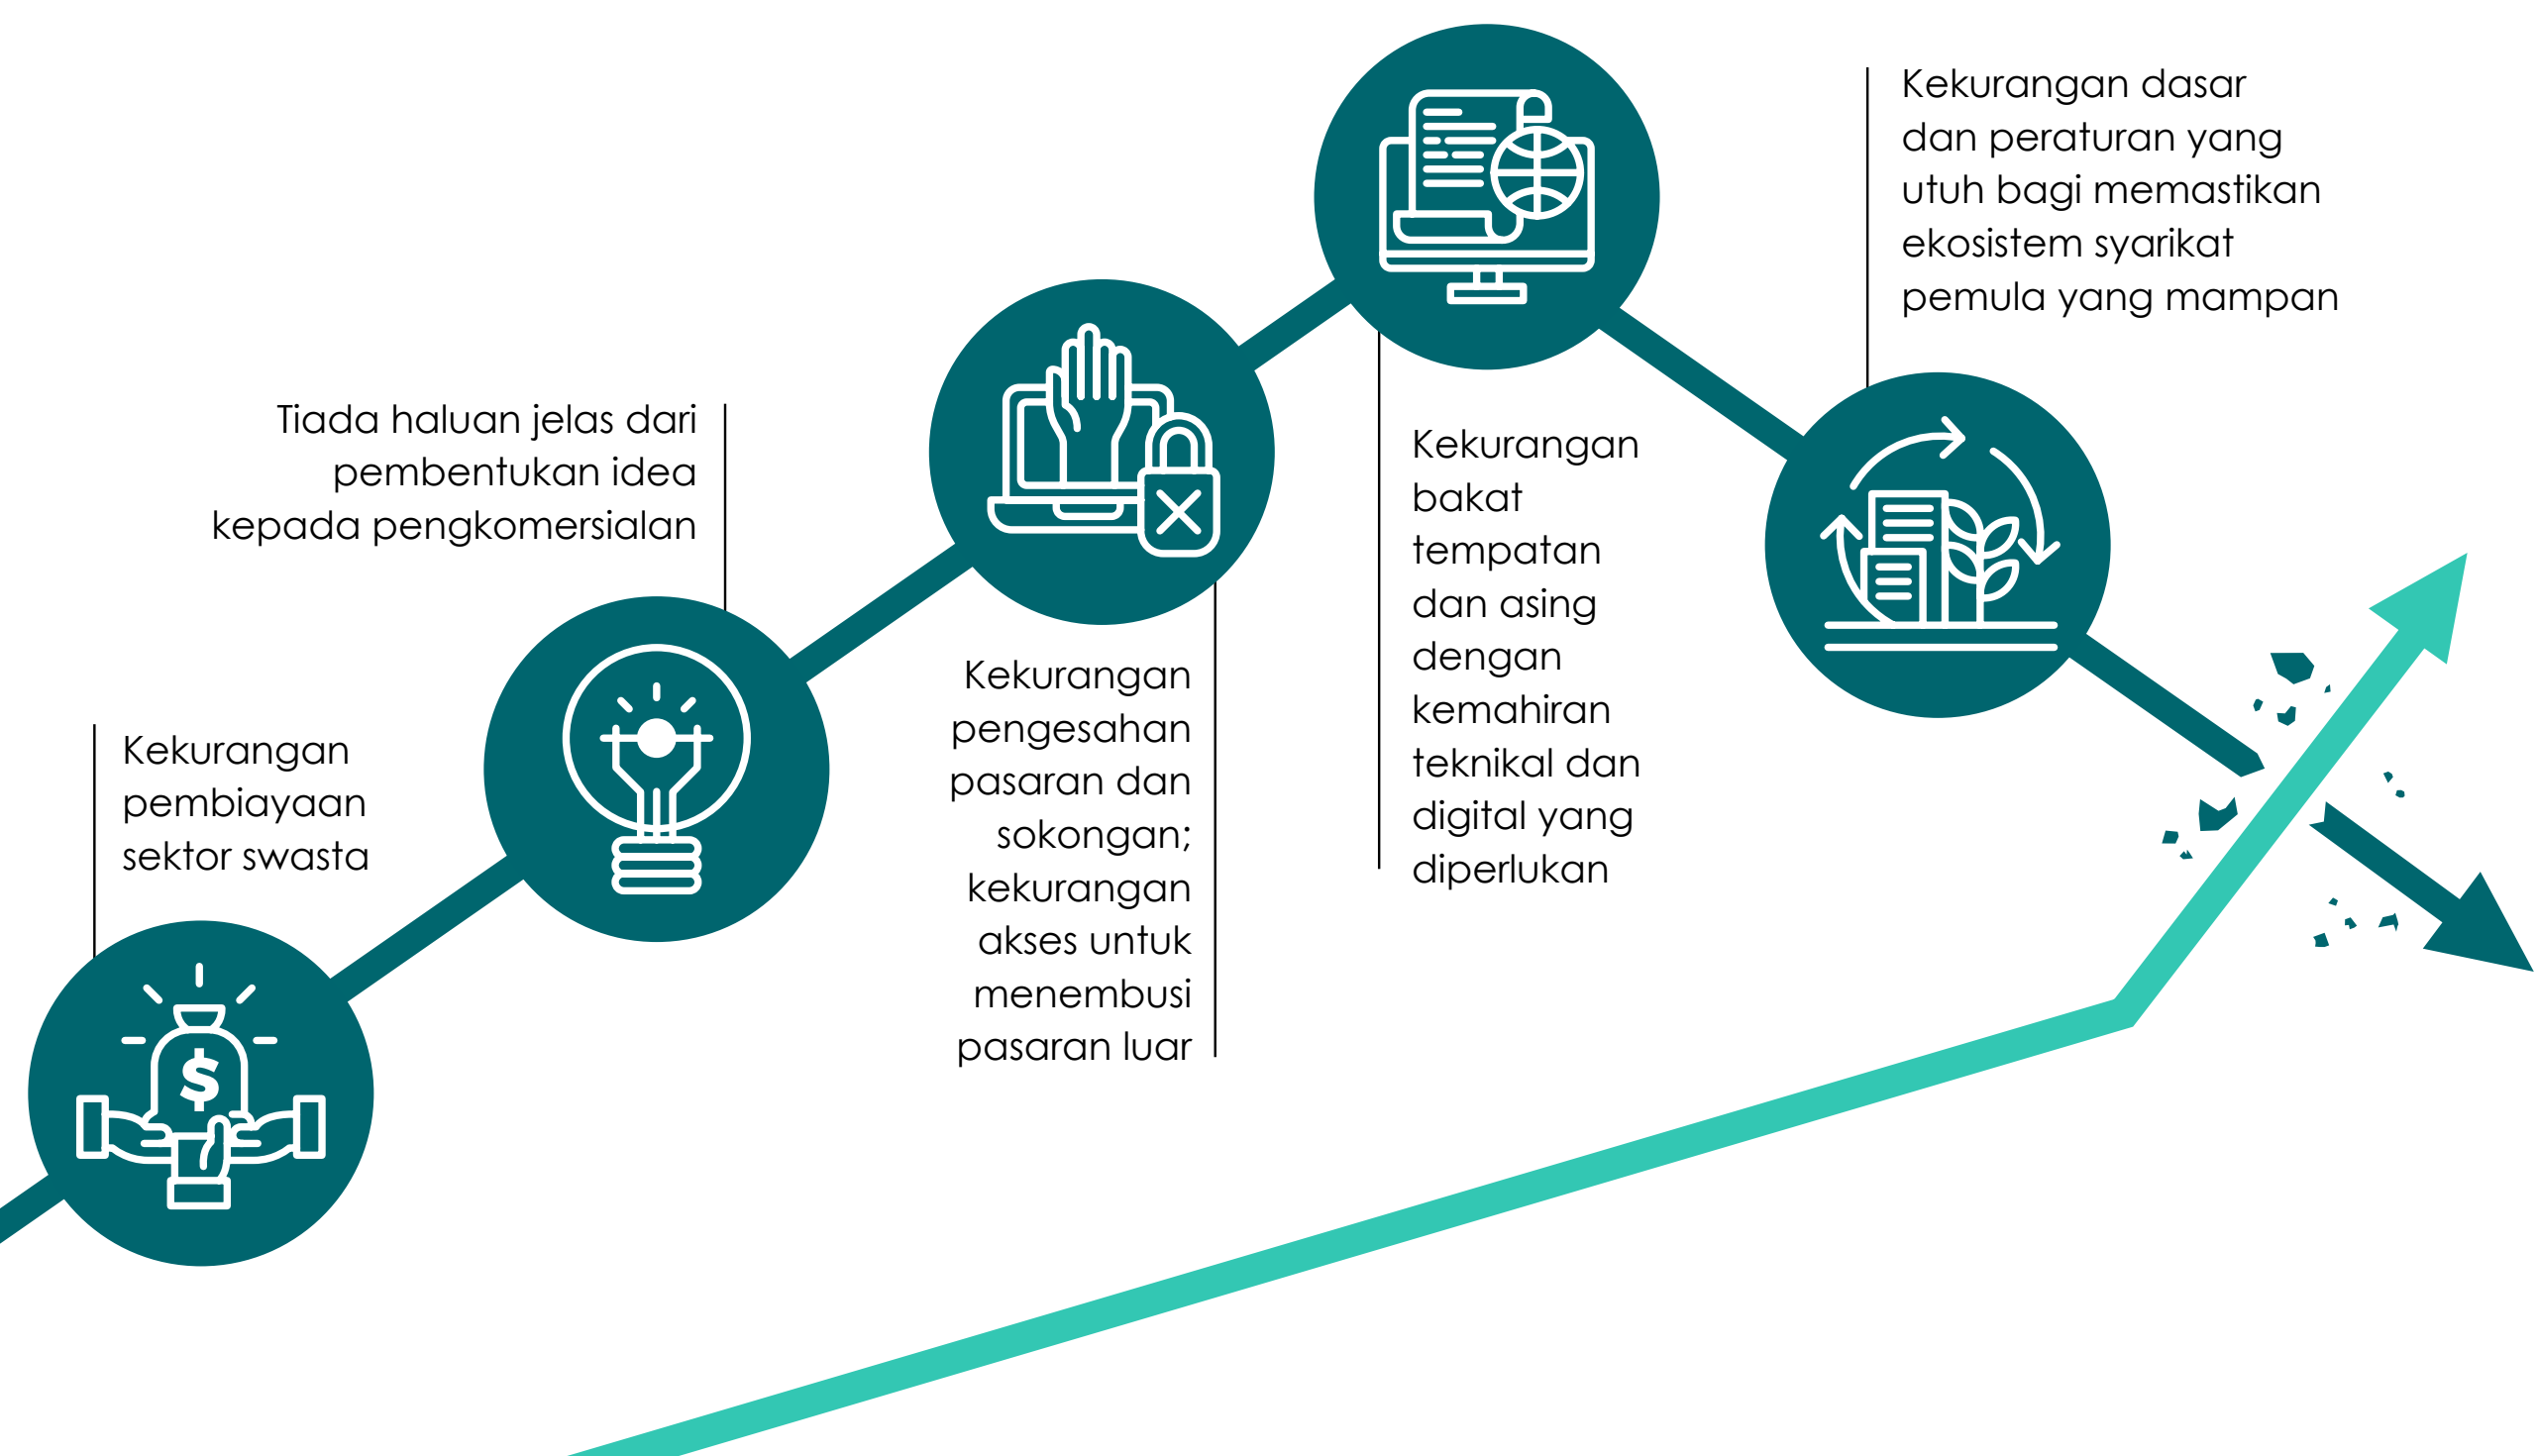 Kekurangan
pembiayaan
sektor swasta
Tiada haluan jelas dari
pembentukan idea
kepada pengkomersialan
Kekurangan
pengesahan
pasaran dan
sokongan;
kekurangan
akses untuk
menembusi
pasaran luar
Kekurangan
bakat
tempatan
dan asing
dengan
kemahiran
teknikal dan
digital yang
diperlukan
Kekurangan dasar
dan peraturan yang
utuh bagi memastikan
ekosistem syarikat
pemula yang mampan
$